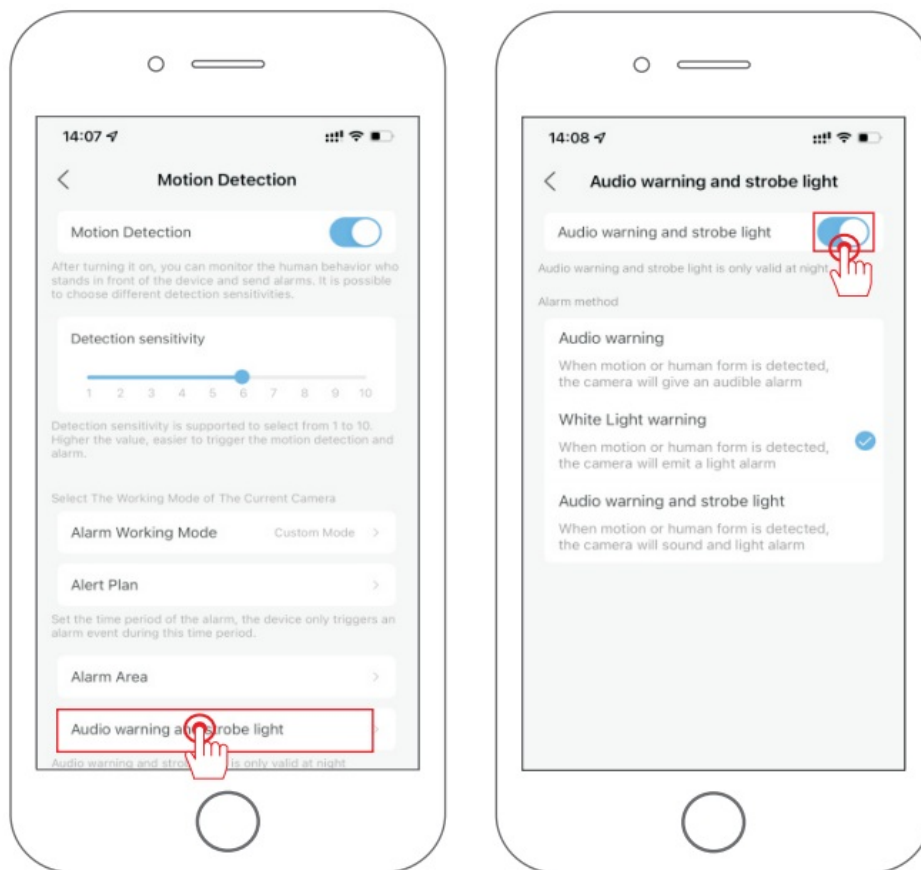 14:07
Motion Detection
Motion Detection
After turning it on, you can monitor the human behavior who
stands in front of the device and send alarms. It is possible
to choose different detection sensitivities.
Detection sensitivity
1 2 3 4 5 6 7 8 9 10
Detection sensitivity is supported to select from 1 to 10.
Higher the value, easier to trigger the motion detection and
alarm.
Select The Working Mode of The Current Camera
Alarm Working Mode Custom Mode >
Alert Plan >
Set the time period of the alarm, the device only triggers an
alarm event during this time period.
Alarm Area >
Audio warning and strobe light
Audio warning and is only valid at night
14:08
Audio warning and strobe light
Audio warning and strobe light
Audio warning and strobe light is only valid at night
Alarm method
Audio warning
When motion or human form is detected,
the camera will give an audible alarm
White Light warning
When motion or human form is detected,
the camera will emit a light alarm
Audio warning and strobe light
When motion or human form is detected,
the camera will sound and light alarm